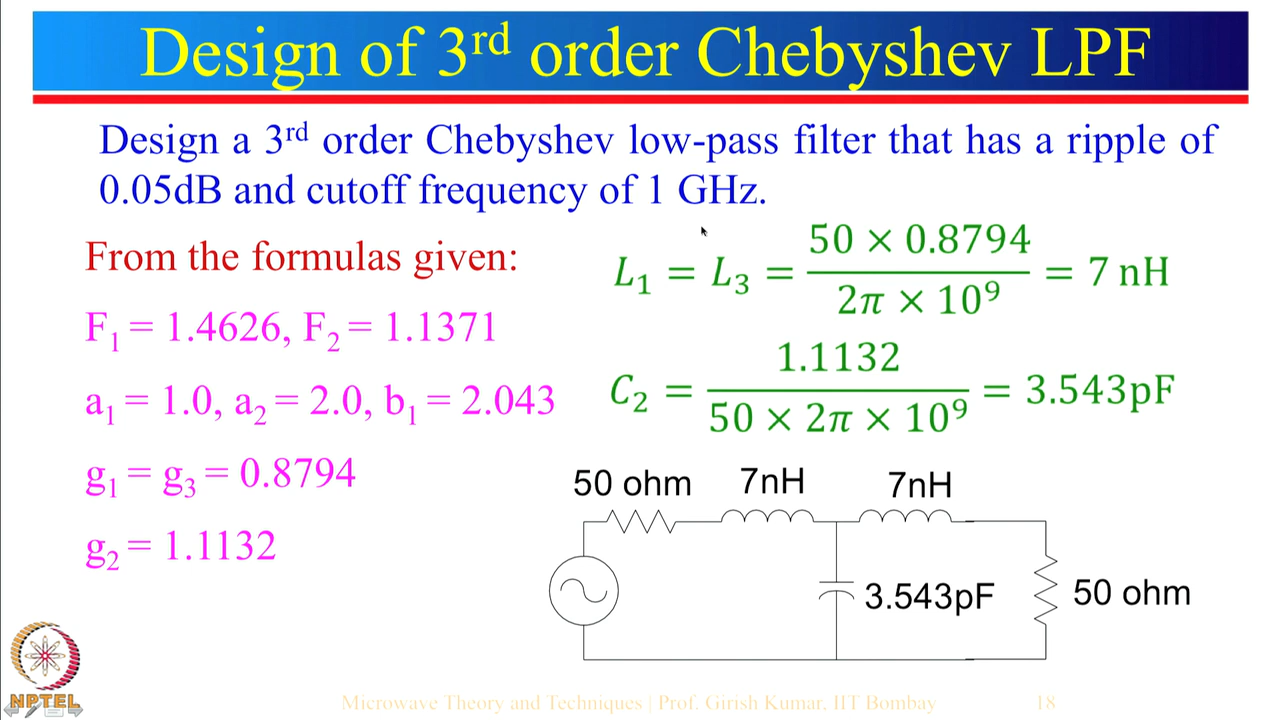 Design of 3rd order Chebyshev LPF
Design a 3rd order Chebyshev low-pass filter that has a ripple of
0.05dB and cutoff frequency of 1 GHz.
From the formulas given:
F1 = 1.4626, F2 = 1.1371
a1 = 1.0, a2 = 2.0, b1 = 2.043
g1 = g3 = 0.8794
g2 = 1.1132
L1 = L3 = (50 × 0.8794) / (2π × 10^9) = 7 nH
C2 = 1.1132 / (50 × 2π × 10^9) = 3.543pF
50 ohm 7nH 7nH
3.543pF 50 ohm
NPTEL
Microwave Theory and Techniques | Prof. Girish Kumar, IIT Bombay 18